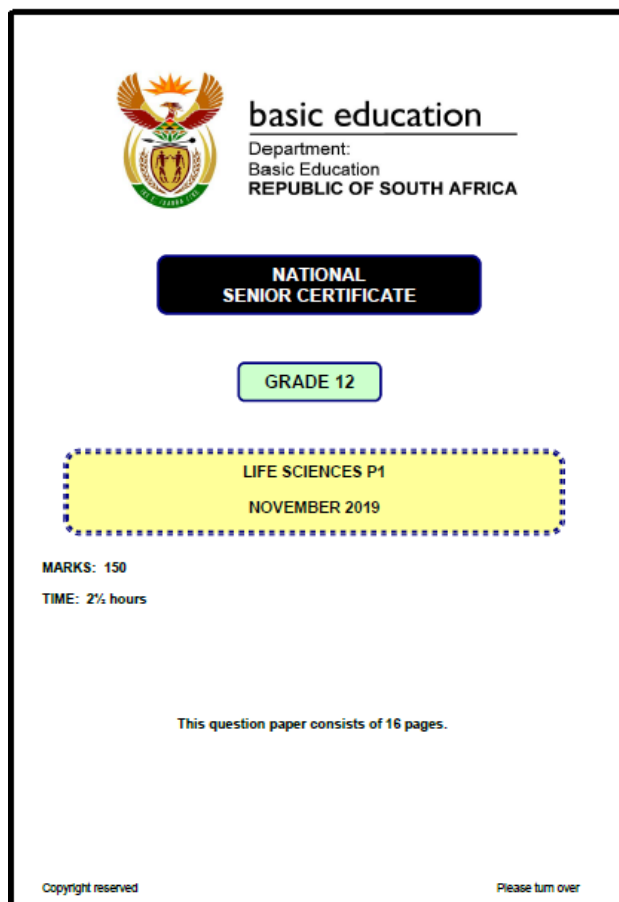 basic education
Department:
Basic Education
REPUBLIC OF SOUTH AFRICA
NATIONAL
SENIOR CERTIFICATE
GRADE 12
LIFE SCIENCES P1
NOVEMBER 2019
MARKS: 150
TIME: 2½ hours
This question paper consists of 16 pages.
Copyright reserved
Please turn over